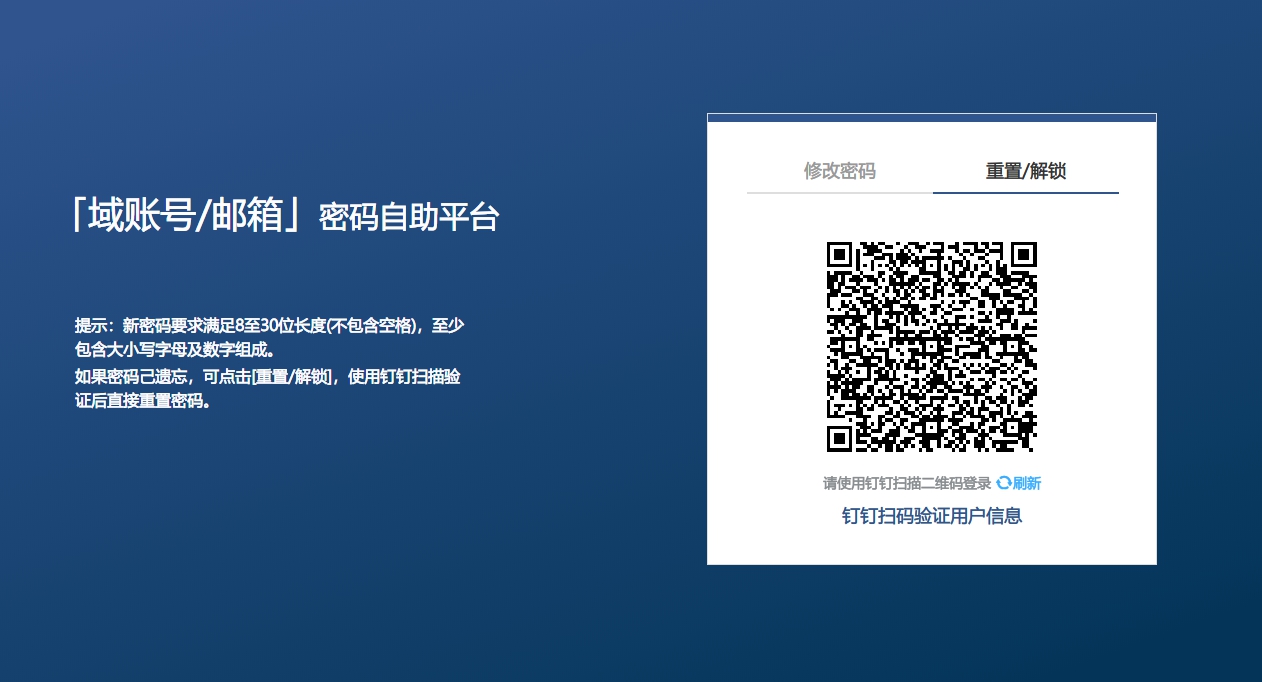 「域账号/邮箱」密码自助平台
提示：新密码要求满足8至30位长度(不包含空格)，至少
包含大小写字母及数字组成。
如果密码己遗忘，可点击[重置/解锁]，使用钉钉扫描验
证后直接重置密码。
修改密码 重置/解锁
请使用钉钉扫描二维码登录 刷新
钉钉扫码验证用户信息